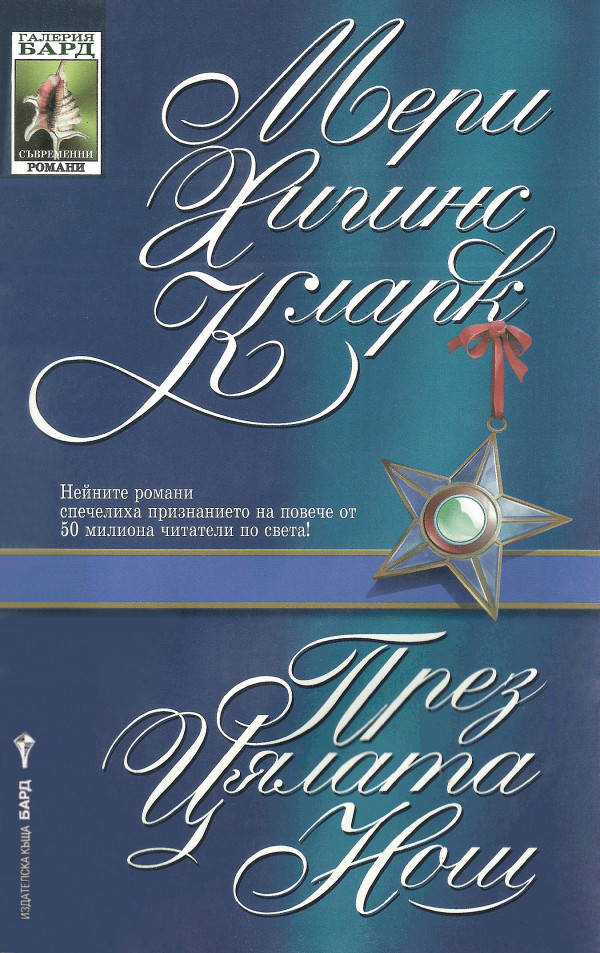 ГАЛЕРИЯ
БАРД
СЪВРЕМЕННИ
РОМАНИ
Мери
Хигинс
Кларк
Нейните романи
спечелиха признанието на повече от
50 милиона читатели по света!
През
Цялата
Нощ
ИЗДАТЕЛСКА КЪЩА БАРД